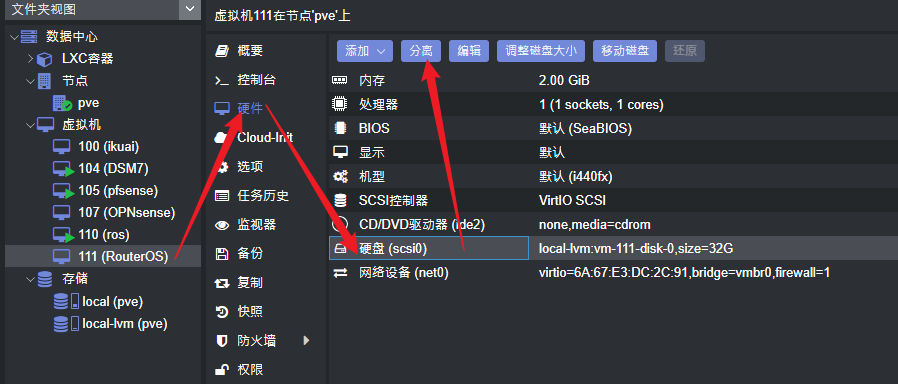 文件夹视图
数据中心
LXC容器
节点
pve
虚拟机
100 (ikuai)
104 (DSM7)
105 (pfsense)
107 (OPNsense)
110 (ros)
111 (RouterOS)
存储
local (pve)
local-lvm (pve)
虚拟机111在节点'pve'上
概要
控制台
硬件
Cloud-Init
选项
任务历史
监视器
备份
复制
快照
防火墙
权限
添加 分离 编辑 调整磁盘大小 移动磁盘 还原
内存 2.00 GiB
处理器 1 (1 sockets, 1 cores)
BIOS 默认 (SeaBIOS)
显示 默认
机型 默认 (i440fx)
SCSI控制器 VirtIO SCSI
CD/DVD驱动器 (ide2) none,media=cdrom
硬盘 (scsi0) local-lvm:vm-111-disk-0,size=32G
网络设备 (net0) virtio=6A:67:E3:DC:2C:91,bridge=vmbr0,firewall=1